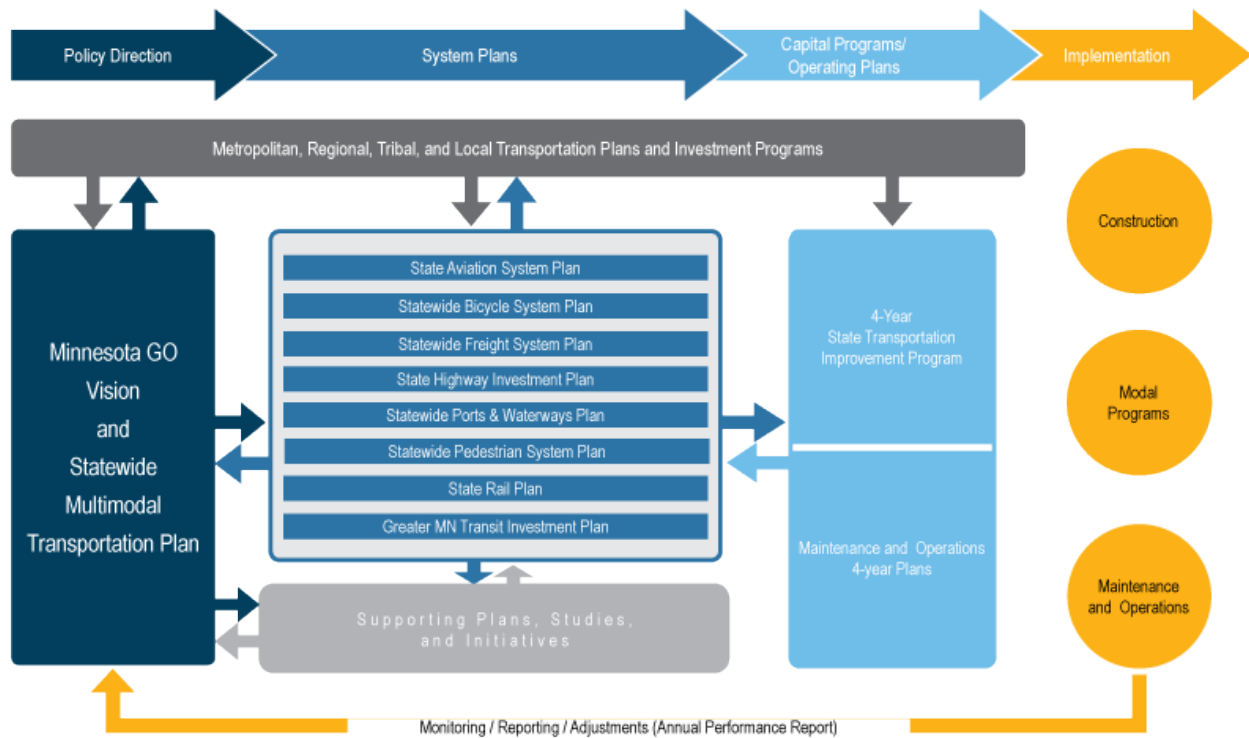 Policy Direction
System Plans
Capital Programs/
Operating Plans
Implementation
Metropolitan, Regional, Tribal, and Local Transportation Plans and Investment Programs
Minnesota GO
Vision
and
Statewide
Multimodal
Transportation Plan
State Aviation System Plan
Statewide Bicycle System Plan
Statewide Freight System Plan
State Highway Investment Plan
Statewide Ports & Waterways Plan
Statewide Pedestrian System Plan
State Rail Plan
Greater MN Transit Investment Plan
Supporting Plans, Studies,
and Initiatives
4-Year
State Transportation
Improvement Program
Maintenance and Operations
4-year Plans
Construction
Modal
Programs
Maintenance
and Operations
Monitoring / Reporting / Adjustments (Annual Performance Report)